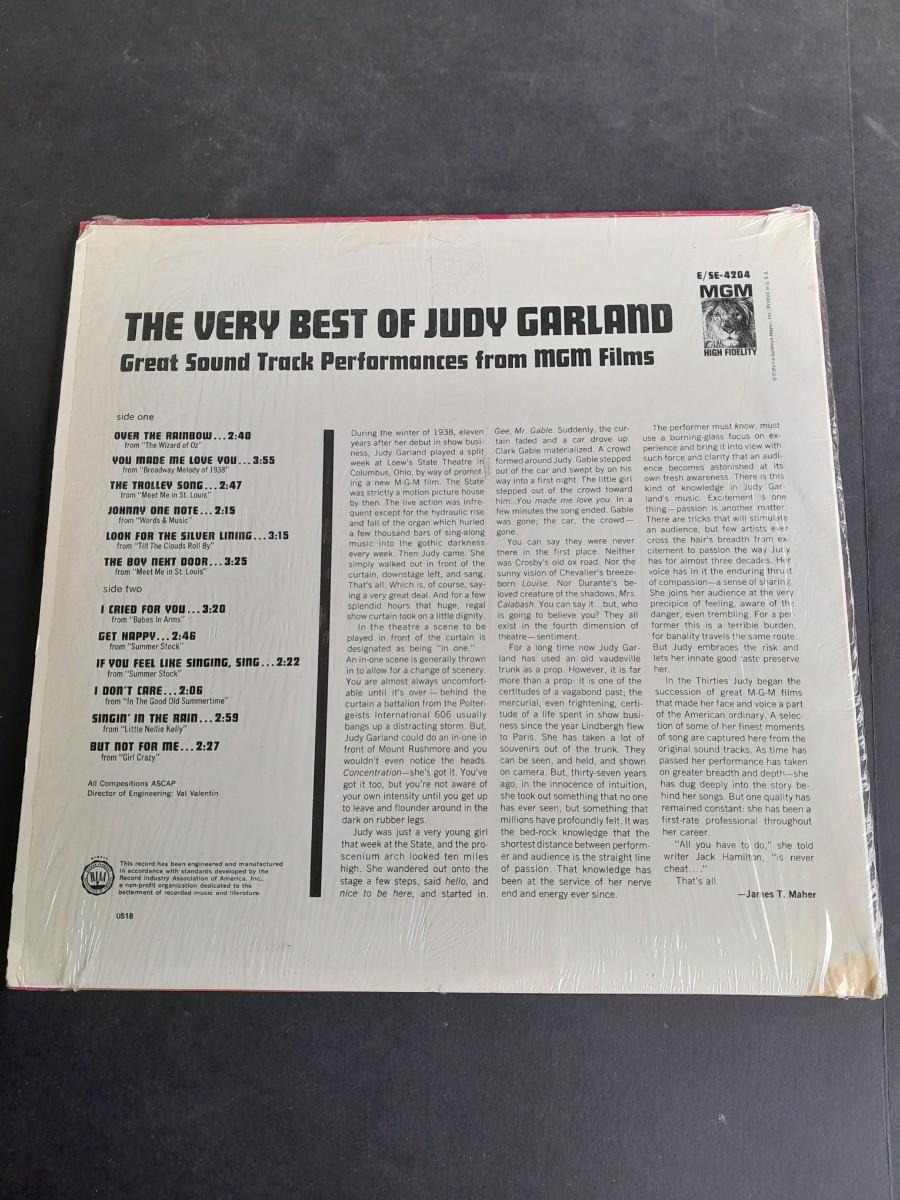 E/SE-4204
MGM
HIGH FIDELITY
THE VERY BEST OF JUDY GARLAND
Great Sound Track Performances from MGM Films
side one
OVER THE RAINBOW...2:40
from "The Wizard of Oz"
YOU MADE ME LOVE YOU...3:55
from "Broadway Melody of 1938"
THE TROLLEY SONG...2:47
from "Meet Me in St. Louis"
JOHNNY ONE NOTE...2:15
from "Words & Music"
LOOK FOR THE SILVER LINING...3:15
from "Till The Clouds Roll By"
THE BOY NEXT DOOR...3:25
from "Meet Me in St. Louis"
side two
I CRIED FOR YOU...3:20
from "Babes In Arms"
GET HAPPY...2:46
from "Summer Stock"
IF YOU FEEL LIKE SINGING, SING...2:22
from "Summer Stock"
I DON'T CARE...2:06
from "In The Good Old Summertime"
SINGIN' IN THE RAIN...2:59
from "Little Nellie Kelly"
BUT NOT FOR ME...2:27
from "Girl Crazy"
All Compositions ASCAP
Director of Engineering: Val Valentin
This record has been engineered and manufactured
in accordance with standards developed by the
Record Industry Association of America, Inc.,
a non-profit organization dedicated to the
betterment of recorded music and literature.
0518
During the winter of 1938, eleven
years after her debut in show busi-
ness, Judy Garland played a split
week at Loew's State Theatre in
Columbus, Ohio, by way of promot-
ing a new M-G-M film. The State
was strictly a motion picture house
by then. The live action was infre-
quent except for the hydraulic rise
and fall of the organ which hurled
a few thousand bars of sing-along
music into the gothic darkness
every week. Then Judy came. She
simply walked out in front of the
curtain, downstage left, and sang.
That's all. Which is, of course, say-
ing a very great deal. And for a few
splendid hours that huge, regal
show curtain took on a little dignity.
In the theatre a scene to be
played in front of the curtain is
designated as being "in one."
An in-one scene is generally thrown
in to allow for a change of scenery.
You are almost always uncomfort-
able until it's over — behind the
curtain a battalion from the Polter-
geists International 606 usually
bangs up a distracting storm. But,
Judy Garland could do an in-one in
front of Mount Rushmore and you
wouldn't even notice the heads.
Concentration—she's got it. You've
got it too, but you're not aware of
your own intensity until you get up
to leave and flounder around in the
dark on rubber legs.
Judy was just a very young girl
that week at the State, and the pro-
scenium arch looked ten miles
high. She wandered out onto the
stage a few steps, said hello, and
nice to be here, and started in.
Gee, Mr. Gable. Suddenly, the cur-
tain faded and a car drove up.
Clark Gable materialized. A crowd
formed around Judy. Gable stepped
out of the car and swept by on his
way into a first night. The little girl
stepped out of the crowd toward
him. You made me love you. In a
few minutes the song ended. Gable
was gone; the car, the crowd—
gone.
You can say they were never
there in the first place. Neither
was Crosby's old ox road. Nor the
sunny vision of Chevalier's breeze-
born Louise. Nor Durante's be-
loved creature of the shadows, Mrs.
Calabash. You can say it...but, who
is going to believe you? They all
exist in the fourth dimension of
theatre—sentiment.
For a long time now Judy Gar-
land has used an old vaudeville
trunk as a prop. However, it is far
more than a prop: it is one of the
certitudes of a vagabond past; the
mercurial, even frightening, certi-
tude of a life spent in show busi-
ness since the year Lindbergh flew
to Paris. She has taken a lot of
souvenirs out of the trunk. They
can be seen, and held, and shown
on camera. But, thirty-seven years
ago, in the innocence of intuition,
she took out something that no one
has ever seen, but something that
millions have profoundly felt. It was
the bed-rock knowledge that the
shortest distance between perform-
er and audience is the straight line
of passion. That knowledge has
been at the service of her nerve
end and energy ever since.
The performer must know, must
use a burning-glass focus on ex-
perience and bring it into view with
such force and clarity that an audi-
ence becomes astonished at its
own fresh awareness. There is this
kind of knowledge in Judy Gar-
land's music. Excitement is one
thing—passion is another matter.
There are tricks that will stimulate
an audience, but few artists ever
cross the hair's breadth from ex-
citement to passion the way Judy
has for almost three decades. Her
voice has in it the enduring thrust
of compassion—a sense of sharing.
She joins her audience at the very
precipice of feeling, aware of the
danger, even trembling. For a per-
former this is a terrible burden,
for banality travels the same route.
But Judy embraces the risk and
lets her innate good taste preserve
her.
In the Thirties Judy began the
succession of great M-G-M films
that made her face and voice a part
of the American ordinary. A selec-
tion of some of her finest moments
of song are captured here from the
original sound tracks. As time has
passed her performance has taken
on greater breadth and depth—she
has dug deeply into the story be-
hind her songs. But one quality has
remained constant: she has been a
first-rate professional throughout
her career.
"All you have to do," she told
writer Jack Hamilton, "is never
cheat...."
That's all.
—James T. Maher